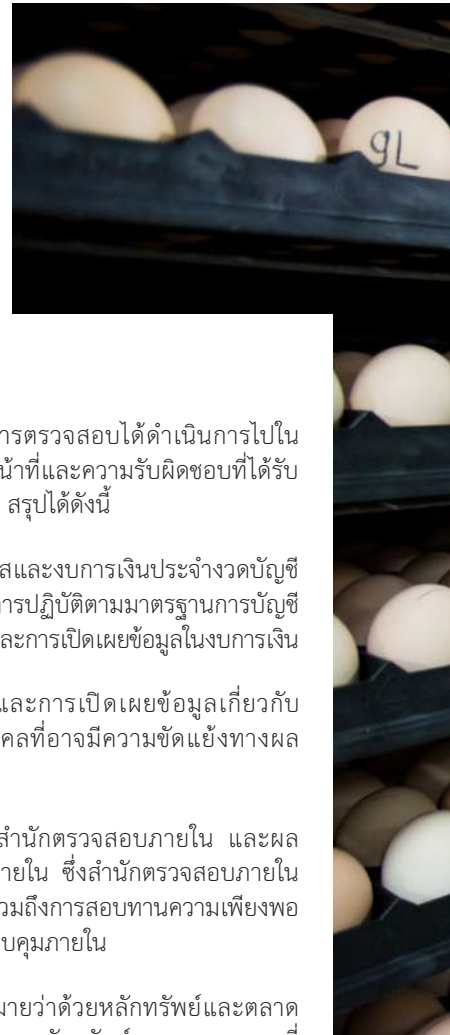 gL
ารตรวจสอบได้ดำเนินการไปใน
น้าที่และความรับผิดชอบที่ได้รับ
สรุปได้ดังนี้
สและงบการเงินประจำงวดบัญชี
การปฏิบัติตามมาตรฐานการบัญชี
ละการเปิดเผยข้อมูลในงบการเงิน
และการเปิดเผยข้อมูลเกี่ยวกับ
คลที่อาจมีความขัดแย้งทางผล
สำนักตรวจสอบภายใน และผล
ายใน ซึ่งสำนักตรวจสอบภายใน
วมถึงการสอบทานความเพียงพอ
บคุมภายใน
มายว่าด้วยหลักทรัพย์และตลาด